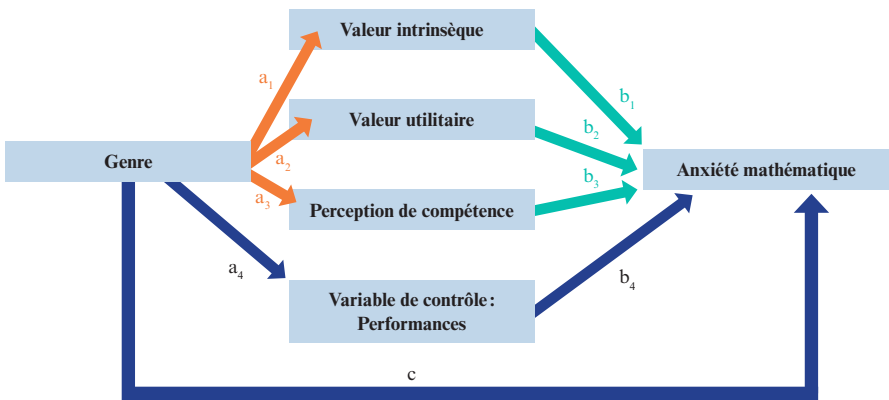 Valeur intrinsèque
a1
b1
Valeur utilitaire
b2
Genre
a2
Anxiété mathématique
b3
a3
Perception de compétence
a4
b4
Variable de contrôle :
Performances
c